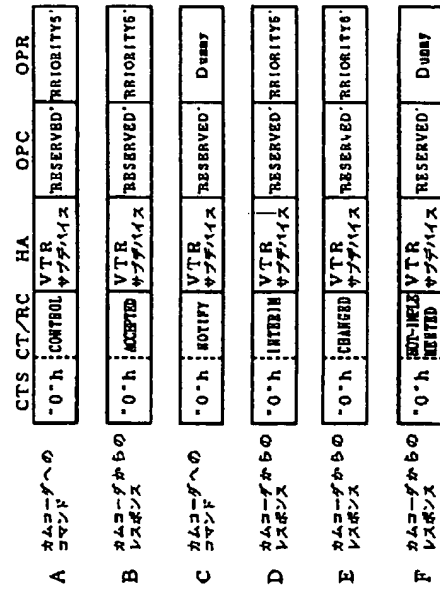 CTS CT/RC HA OPC OPR
A カムコーダへの
コマンド
"0"h CONTROL VTR
サブデバイス 'RESERVED' 'PRIORITY5'
B カムコーダからの
レスポンス
"0"h ACCEPTED VTR
サブデバイス 'RESERVED' 'PRIORITY6'
C カムコーダへの
コマンド
"0"h NOTIFY VTR
サブデバイス 'RESERVED' Dummy
D カムコーダからの
レスポンス
"0"h INTERIM VTR
サブデバイス 'RESERVED' 'PRIORITY6'
E カムコーダからの
レスポンス
"0"h CHANGED VTR
サブデバイス 'RESERVED' 'PRIORITY6'
F カムコーダからの
レスポンス
"0"h NOT-IMPLE
MENTED VTR
サブデバイス 'RESERVED' Dummy